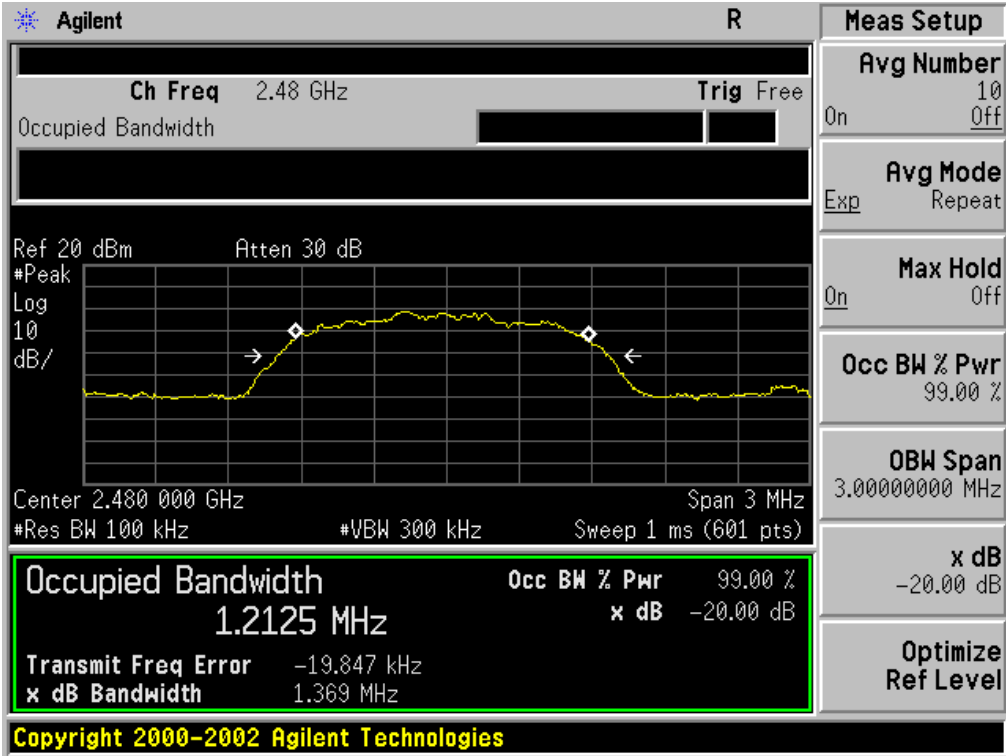 Agilent R
Ch Freq 2.48 GHz Trig Free
Occupied Bandwidth
Ref 20 dBm Atten 30 dB
#Peak
Log
10
dB/
Center 2.480 000 GHz Span 3 MHz
#Res BW 100 kHz #VBW 300 kHz Sweep 1 ms (601 pts)
Occupied Bandwidth
1.2125 MHz
Occ BW % Pwr 99.00 %
x dB -20.00 dB
Transmit Freq Error -19.847 kHz
x dB Bandwidth 1.369 MHz
Copyright 2000-2002 Agilent Technologies
Meas Setup
Avg Number
10
On Off
Avg Mode
Exp Repeat
Max Hold
On Off
Occ BW % Pwr
99.00 %
OBW Span
3.00000000 MHz
x dB
-20.00 dB
Optimize
Ref Level